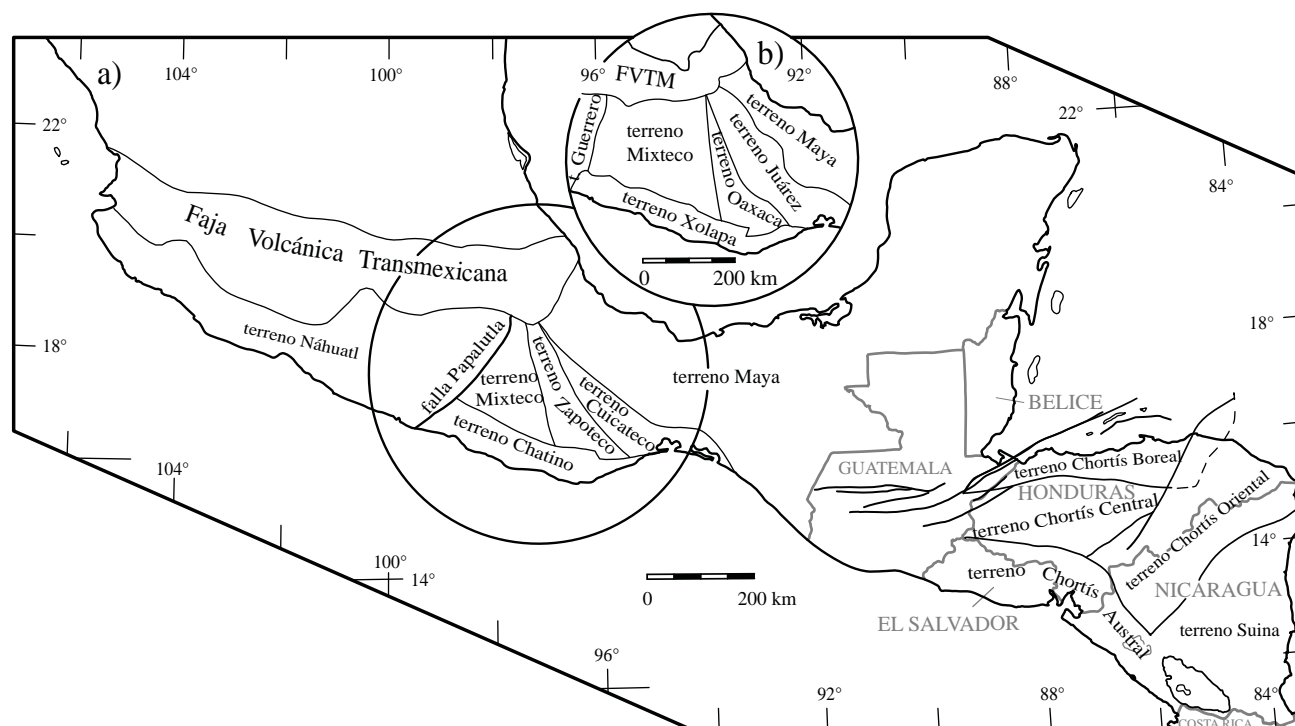 a)
b)
104°
100°
96°
92°
88°
22°
22°
84°
FVTM
t Guerrero
terreno
Mixteco
terreno Oaxaca
terreno Juárez
terreno Maya
terreno Xolapa
0 200 km
Faja Volcánica Transmexicana
terreno Náhuatl
18°
18°
falla Papalutla
terreno
Mixteco
terreno Zapoteco
terreno Cuicateco
terreno Chatino
terreno Maya
BELICE
GUATEMALA
terreno Chortís Boreal
HONDURAS
terreno Chortís Central
terreno Chortís Oriental
104°
100°
14°
14°
0 200 km
terreno Chortís Austral
NICARAGUA
EL SALVADOR
terreno Suina
96°
92°
88°
84°
COSTA RICA